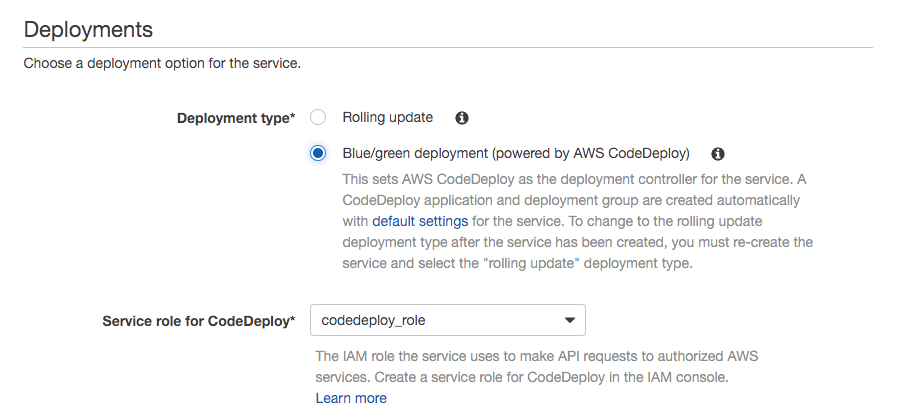 Deployments
Choose a deployment option for the service.
Deployment type*
Rolling update
Blue/green deployment (powered by AWS CodeDeploy)
This sets AWS CodeDeploy as the deployment controller for the service. A
CodeDeploy application and deployment group are created automatically
with default settings for the service. To change to the rolling update
deployment type after the service has been created, you must re-create the
service and select the "rolling update" deployment type.
Service role for CodeDeploy*
codedeploy_role
The IAM role the service uses to make API requests to authorized AWS
services. Create a service role for CodeDeploy in the IAM console.
Learn more